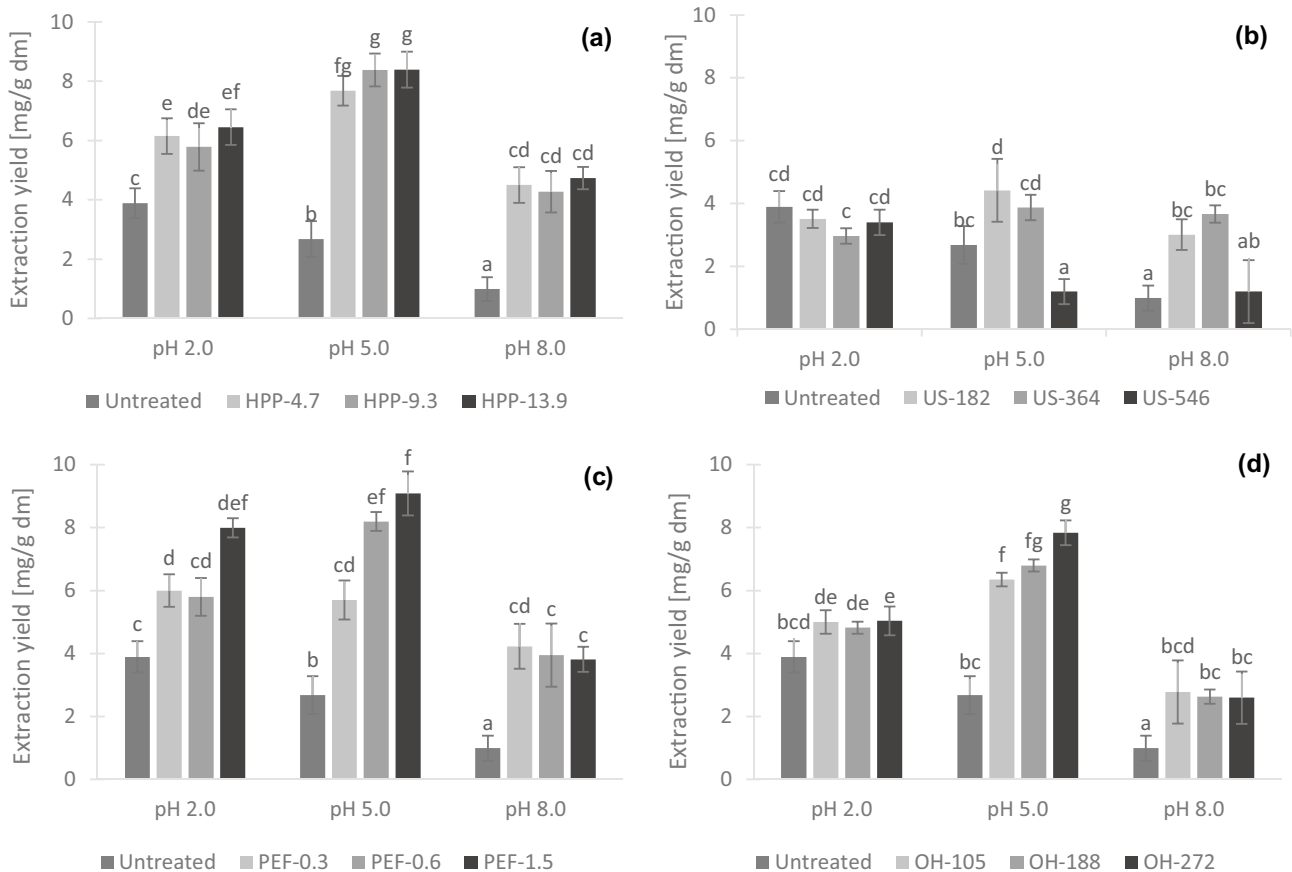 (a)
Extraction yield [mg/g dm]
10
8
6
4
2
0
c e de ef
b fg g g
a cd cd cd
pH 2.0 pH 5.0 pH 8.0
Untreated HPP-4.7 HPP-9.3 HPP-13.9
(b)
Extraction yield [mg/g dm]
10
8
6
4
2
0
cd cd c cd
bc d cd a
a bc bc ab
pH 2.0 pH 5.0 pH 8.0
Untreated US-182 US-364 US-546
(c)
Extraction yield [mg/g dm]
10
8
6
4
2
0
c d cd def
b cd ef f
a cd c c
pH 2.0 pH 5.0 pH 8.0
Untreated PEF-0.3 PEF-0.6 PEF-1.5
(d)
Extraction yield [mg/g dm]
10
8
6
4
2
0
bcd de de e
bc f fg g
a bcd bc bc
pH 2.0 pH 5.0 pH 8.0
Untreated OH-105 OH-188 OH-272